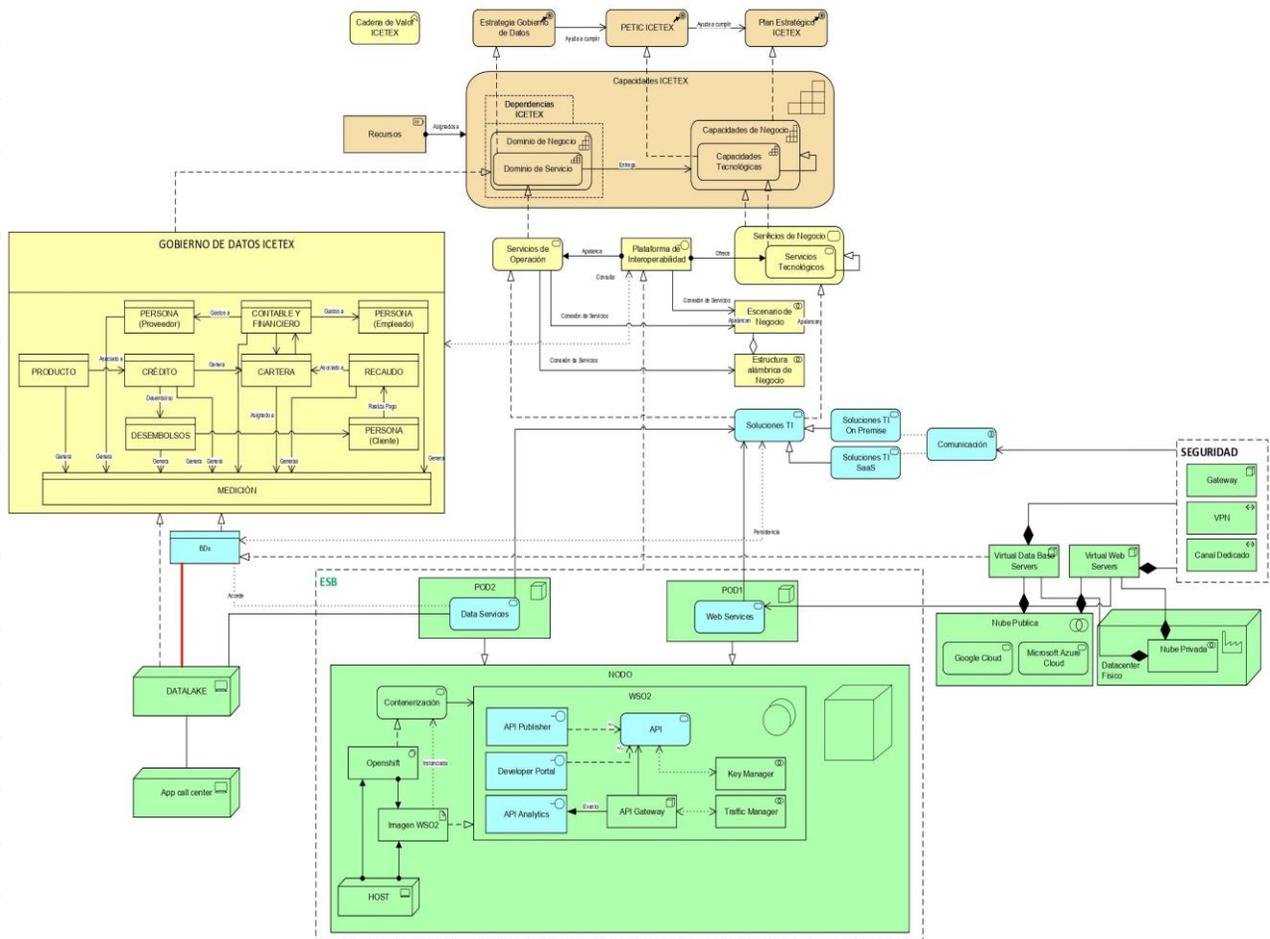 Cadena de Valor
ICETEX
Estrategia Gobierno
de Datos
Ayuda a cumplir
PETIC ICETEX
Ayuda a cumplir
Plan Estratégico
ICETEX
Capacidades ICETEX
Dependencias
ICETEX
Recursos
Asignados a
Dominio de Negocio
Dominio de Servicio
Entrega
Capacidades de Negocio
Capacidades
Tecnológicas
GOBIERNO DE DATOS ICETEX
Servicios de
Operación
Apalanca
Plataforma de
Interoperabilidad
Ofrece
Servicios de Negocio
Servicios
Tecnológicos
Consulta
Conexión de Servicios
Escenario de
Negocio
Conexión de Servicios
Apalancan
Apalancan
Conexión de Servicios
Estructura
alámbrica de
Negocio
PERSONA
(Proveedor)
Gastos a
CONTABLE Y
FINANCIERO
Gastos a
PERSONA
(Empleado)
PRODUCTO
Asociado a
CRÉDITO
Genera
CARTERA
Asociado a
RECAUDO
Desembolso
Asignado a
Realiza Pago
DESEMBOLSOS
PERSONA
(Cliente)
Genera
Genera
Genera
Genera
Genera
Generas
Genera
MEDICIÓN
Soluciones TI
Soluciones TI
On Premise
Soluciones TI
SaaS
Comunicación
SEGURIDAD
Gateway
VPN
Canal Dedicado
BDs
Persistencia
Virtual Data Base
Servers
Virtual Web
Servers
ESB
Accede
POD2
Data Services
POD1
Web Services
Nube Publica
Google Cloud
Microsoft Azure
Cloud
Datacenter
Físico
Nube Privada
DATALAKE
App call center
NODO
Contenerización
WSO2
API Publisher
API
Openshift
Instanciada
Developer Portal
Key Manager
Imagen WSO2
API Analytics
Evento
API Gateway
Traffic Manager
HOST